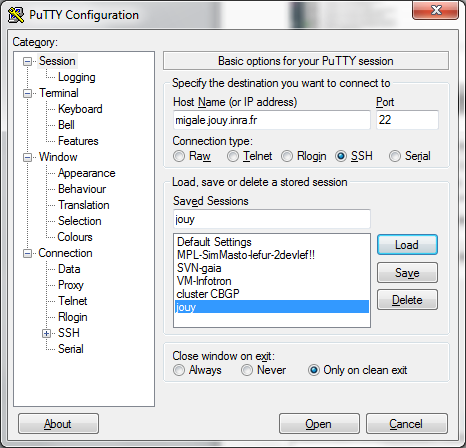 PuTTY Configuration
Category:
Session
Logging
Terminal
Keyboard
Bell
Features
Window
Appearance
Behaviour
Translation
Selection
Colours
Connection
Data
Proxy
Telnet
Rlogin
SSH
Serial
Basic options for your PuTTY session
Specify the destination you want to connect to
Host Name (or IP address) Port
migale.jouy.inra.fr 22
Connection type:
Raw Telnet Rlogin SSH Serial
Load, save or delete a stored session
Saved Sessions
jouy
Default Settings
MPL-SimMasto-lefur-2devlef!!
SVN-gaia
VM-Infotron
cluster CBGP
jouy
Load
Save
Delete
Close window on exit:
Always Never Only on clean exit
About Open Cancel